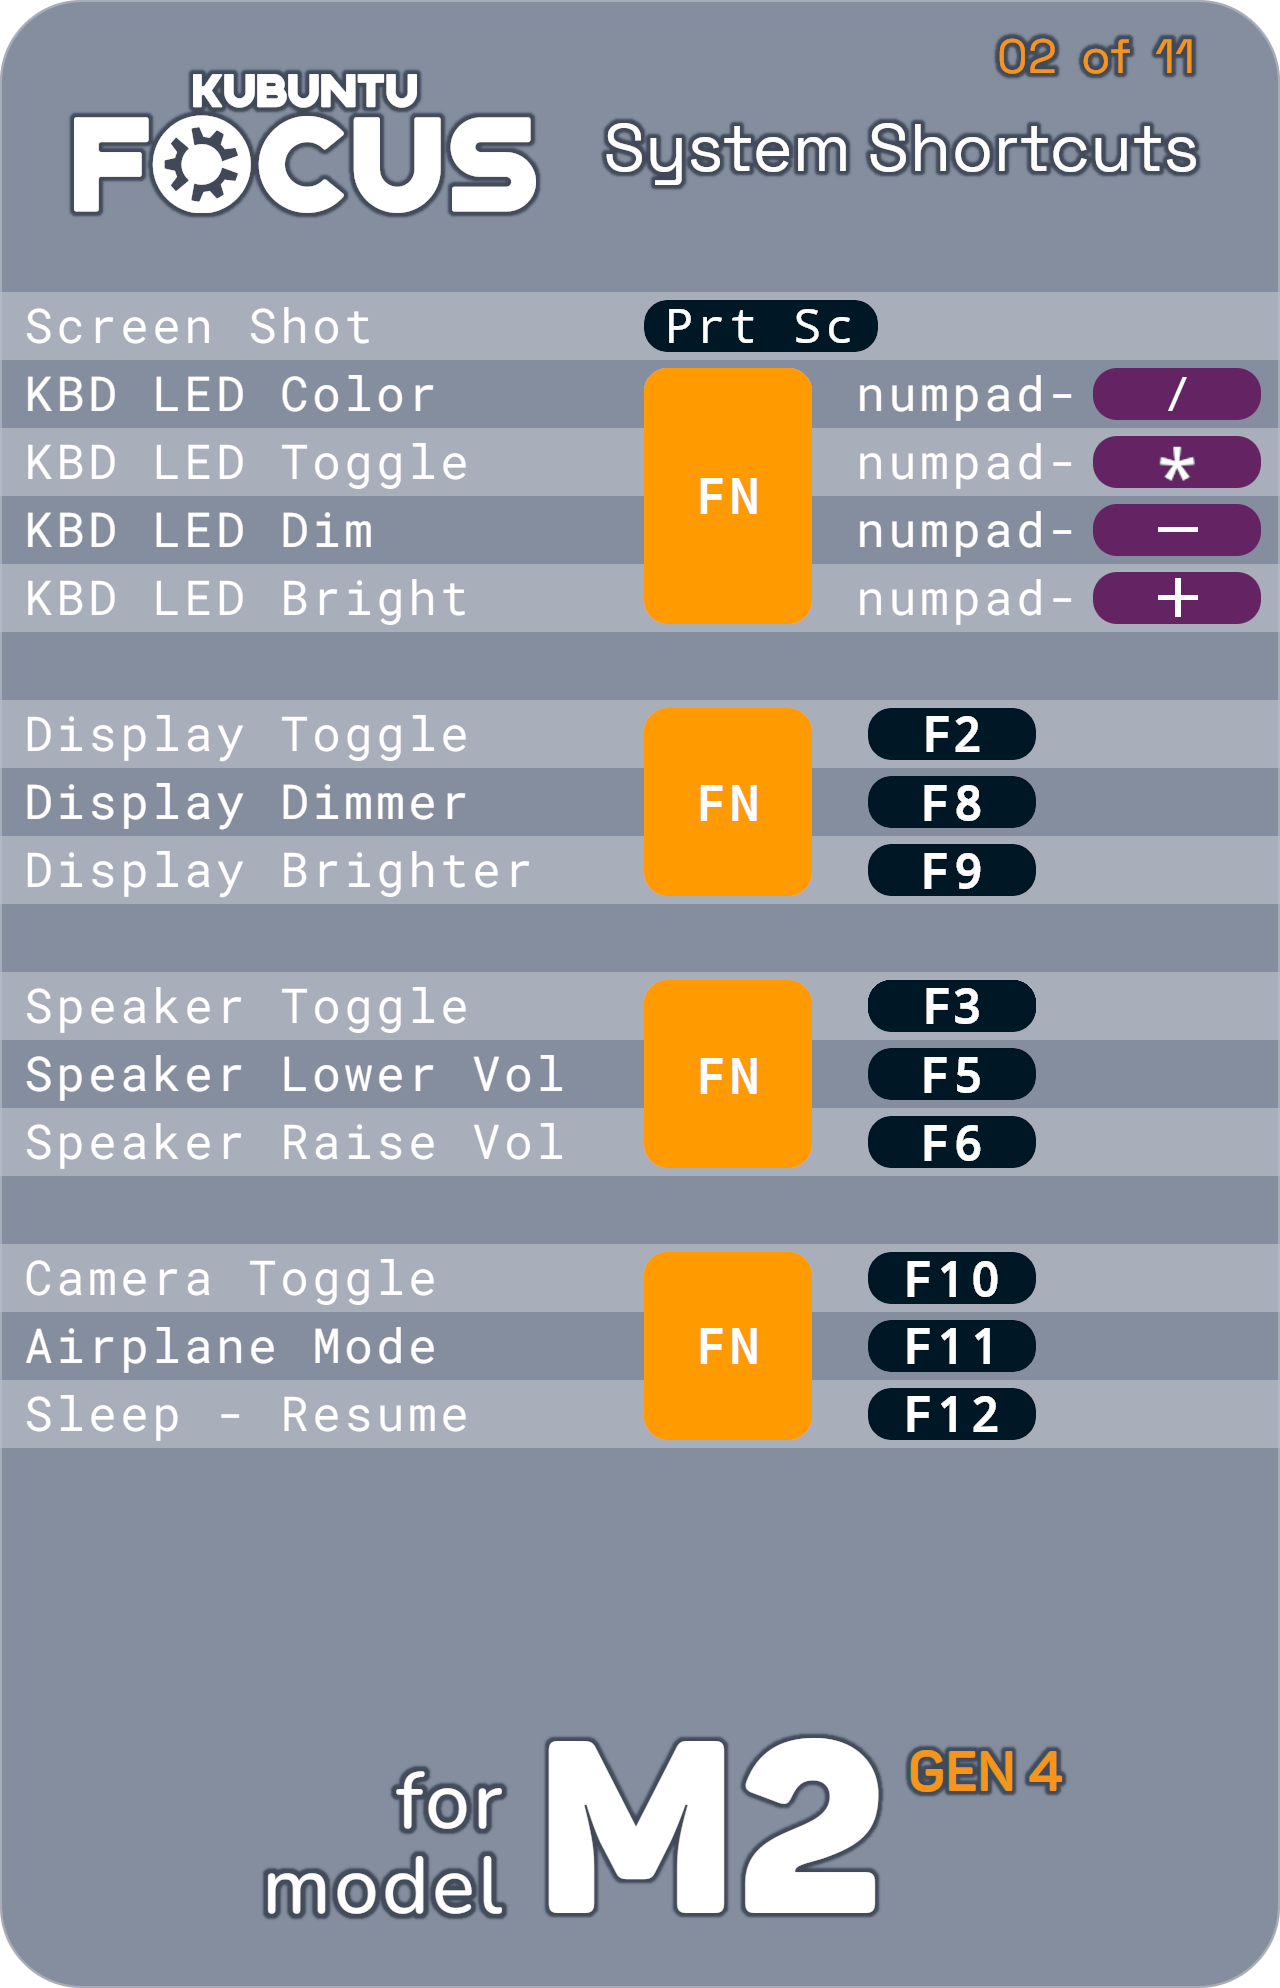 02 of 11
KUBUNTU
FOCUS
System Shortcuts
Screen Shot Prt Sc
KBD LED Color numpad- /
KBD LED Toggle numpad- *
FN
KBD LED Dim numpad- −
KBD LED Bright numpad- +
Display Toggle F2
Display Dimmer FN F8
Display Brighter F9
Speaker Toggle F3
Speaker Lower Vol FN F5
Speaker Raise Vol F6
Camera Toggle F10
Airplane Mode FN F11
Sleep - Resume F12
for
model
M2
GEN 4